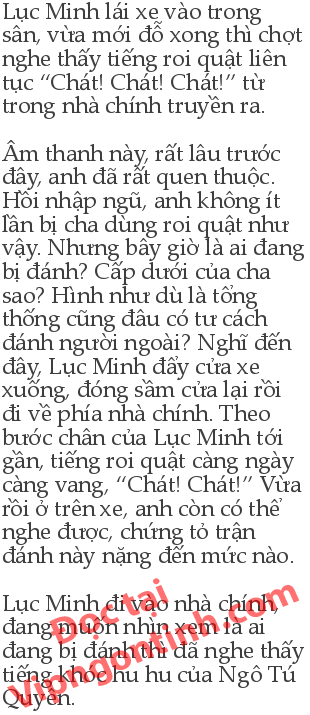 Lục Minh lái xe vào trong
sân, vừa mới đỗ xong thì chợt
nghe thấy tiếng roi quật liên
tục “Chát! Chát! Chát!” từ
trong nhà chính truyền ra.
Âm thanh này, rất lâu trước
đây, anh đã rất quen thuộc.
Hồi nhập ngũ, anh không ít
lần bị cha dùng roi quật như
vậy. Nhưng bây giờ là ai đang
bị đánh? Cấp dưới của cha
sao? Hình như dù là tổng
thống cũng đâu có tư cách
đánh người ngoài? Nghĩ đến
đây, Lục Minh đẩy cửa xe
xuống, đóng sầm cửa lại rồi
đi về phía nhà chính. Theo
bước chân của Lục Minh tới
gần, tiếng roi quật càng ngày
càng vang, “Chát! Chát!” Vừa
rồi ở trên xe, anh còn có thể
nghe được, chứng tỏ trận
đánh này nặng đến mức nào.
Lục Minh đi vào nhà chính,
đang muốn nhìn xem là ai
đang bị đánh thì đã nghe thấy
tiếng khóc hu hu của Ngô Tú
Quyên.
Đọc tại
Vipngontinh.com